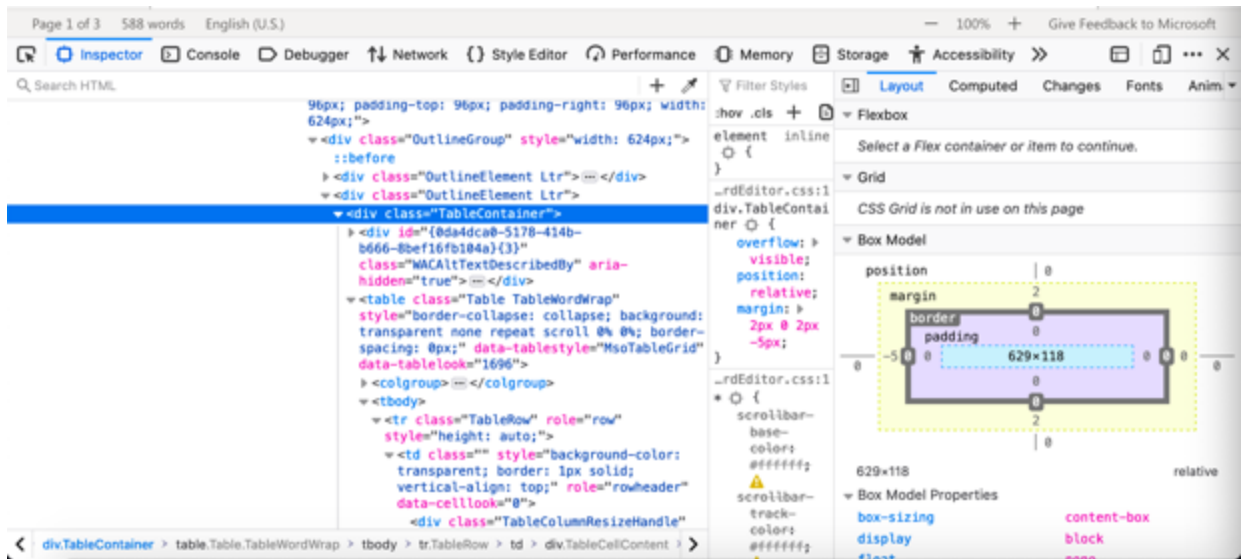 Page 1 of 3 588 words English (U.S.) — 100% + Give Feedback to Microsoft
Inspector Console Debugger Network {} Style Editor Performance Memory Storage Accessibility
Search HTML
96px; padding-top: 96px; padding-right: 96px; width:
624px;">
<div class="OutlineGroup" style="width: 624px;">
::before
<div class="OutlineElement Ltr"> ⋯ </div>
<div class="OutlineElement Ltr">
<div class="TableContainer">
<div id="{0da4dca0-5178-414b-
b666-8bef16fb104a}{3}"
class="WACAltTextDescribedBy" aria-
hidden="true"> ⋯ </div>
<table class="Table TableWordWrap"
style="border-collapse: collapse; background:
transparent none repeat scroll 0% 0%; border-
spacing: 0px;" data-tablestyle="MsoTableGrid"
data-tablelook="1696">
<colgroup> ⋯ </colgroup>
<tbody>
<tr class="TableRow" role="row"
style="height: auto;">
<td class="" style="background-color:
transparent; border: 1px solid;
vertical-align: top;" role="rowheader"
data-celllook="0">
<div class="TableColumnResizeHandle"
div.TableContainer > table.Table.TableWordWrap > tbody > tr.TableRow > td > div.TableCellContent >
Filter Styles
:hov .cls +
element inline
{
}
…rdEditor.css:1
div.TableContai
ner {
overflow:
visible;
position:
relative;
margin:
2px 0 2px
-5px;
}
…rdEditor.css:1
* {
scrollbar-
base-
color:
#ffffff;
scrollbar-
track-
color:
#ffffff;
Layout Computed Changes Fonts Anim.
Flexbox
Select a Flex container or item to continue.
Grid
CSS Grid is not in use on this page
Box Model
position 0
margin 2
border 0
padding 0
0 -5 0 0 629×118 0 0 0 0
0
0
2
0
629×118 relative
Box Model Properties
box-sizing content-box
display block
float none